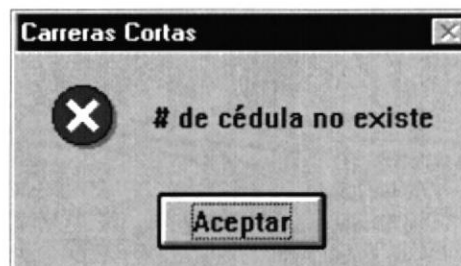 Carreras Cortas
# de cédula no existe
Aceptar